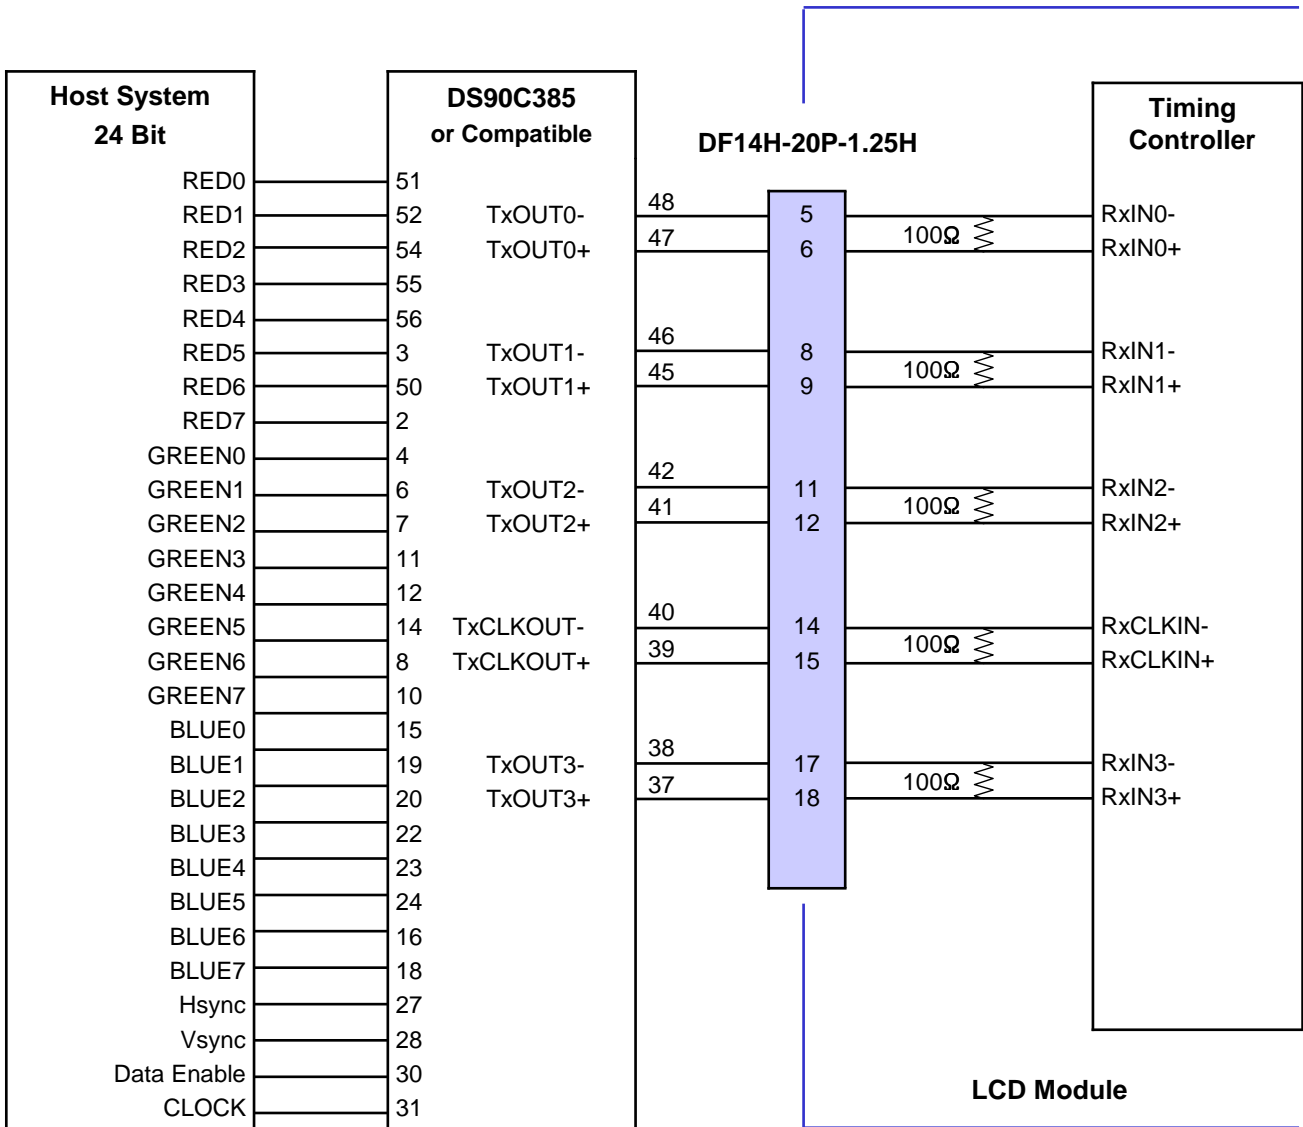 Host System
24 Bit
DS90C385
or Compatible
DF14H-20P-1.25H
Timing
Controller
RED0 51
RED1 52 TxOUT0- 48 5 RxIN0-
100Ω
RED2 54 TxOUT0+ 47 6 RxIN0+
RED3 55
RED4 56
RED5 3 TxOUT1- 46 8 RxIN1-
100Ω
RED6 50 TxOUT1+ 45 9 RxIN1+
RED7 2
GREEN0 4
GREEN1 6 TxOUT2- 42 11 RxIN2-
100Ω
GREEN2 7 TxOUT2+ 41 12 RxIN2+
GREEN3 11
GREEN4 12
GREEN5 14 TxCLKOUT- 40 14 RxCLKIN-
100Ω
GREEN6 8 TxCLKOUT+ 39 15 RxCLKIN+
GREEN7 10
BLUE0 15
BLUE1 19 TxOUT3- 38 17 RxIN3-
100Ω
BLUE2 20 TxOUT3+ 37 18 RxIN3+
BLUE3 22
BLUE4 23
BLUE5 24
BLUE6 16
BLUE7 18
Hsync 27
Vsync 28
Data Enable 30
CLOCK 31
LCD Module